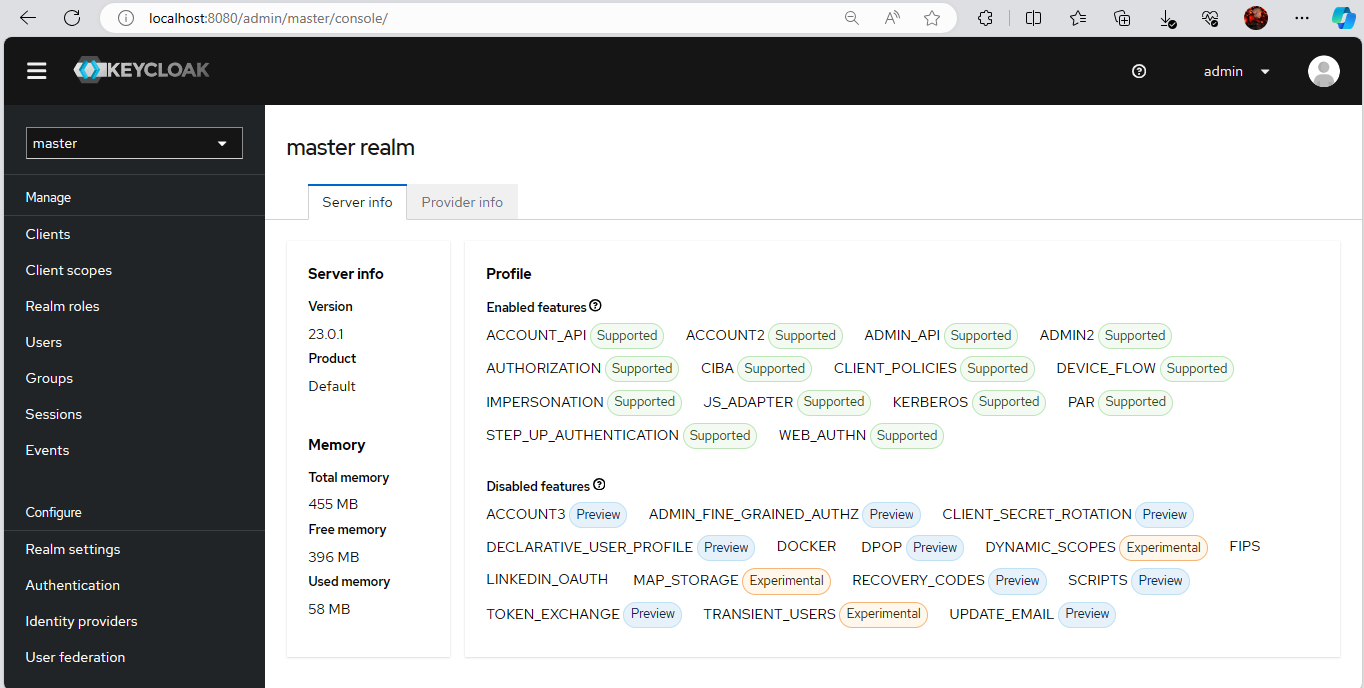 localhost:8080/admin/master/console/
KEYCLOAK
admin
master
Manage
Clients
Client scopes
Realm roles
Users
Groups
Sessions
Events
Configure
Realm settings
Authentication
Identity providers
User federation
master realm
Server info
Provider info
Server info
Version
23.0.1
Product
Default
Memory
Total memory
455 MB
Free memory
396 MB
Used memory
58 MB
Profile
Enabled features
ACCOUNT_API Supported ACCOUNT2 Supported ADMIN_API Supported ADMIN2 Supported
AUTHORIZATION Supported CIBA Supported CLIENT_POLICIES Supported DEVICE_FLOW Supported
IMPERSONATION Supported JS_ADAPTER Supported KERBEROS Supported PAR Supported
STEP_UP_AUTHENTICATION Supported WEB_AUTHN Supported
Disabled features
ACCOUNT3 Preview ADMIN_FINE_GRAINED_AUTHZ Preview CLIENT_SECRET_ROTATION Preview
DECLARATIVE_USER_PROFILE Preview DOCKER DPOP Preview DYNAMIC_SCOPES Experimental FIPS
LINKEDIN_OAUTH MAP_STORAGE Experimental RECOVERY_CODES Preview SCRIPTS Preview
TOKEN_EXCHANGE Preview TRANSIENT_USERS Experimental UPDATE_EMAIL Preview